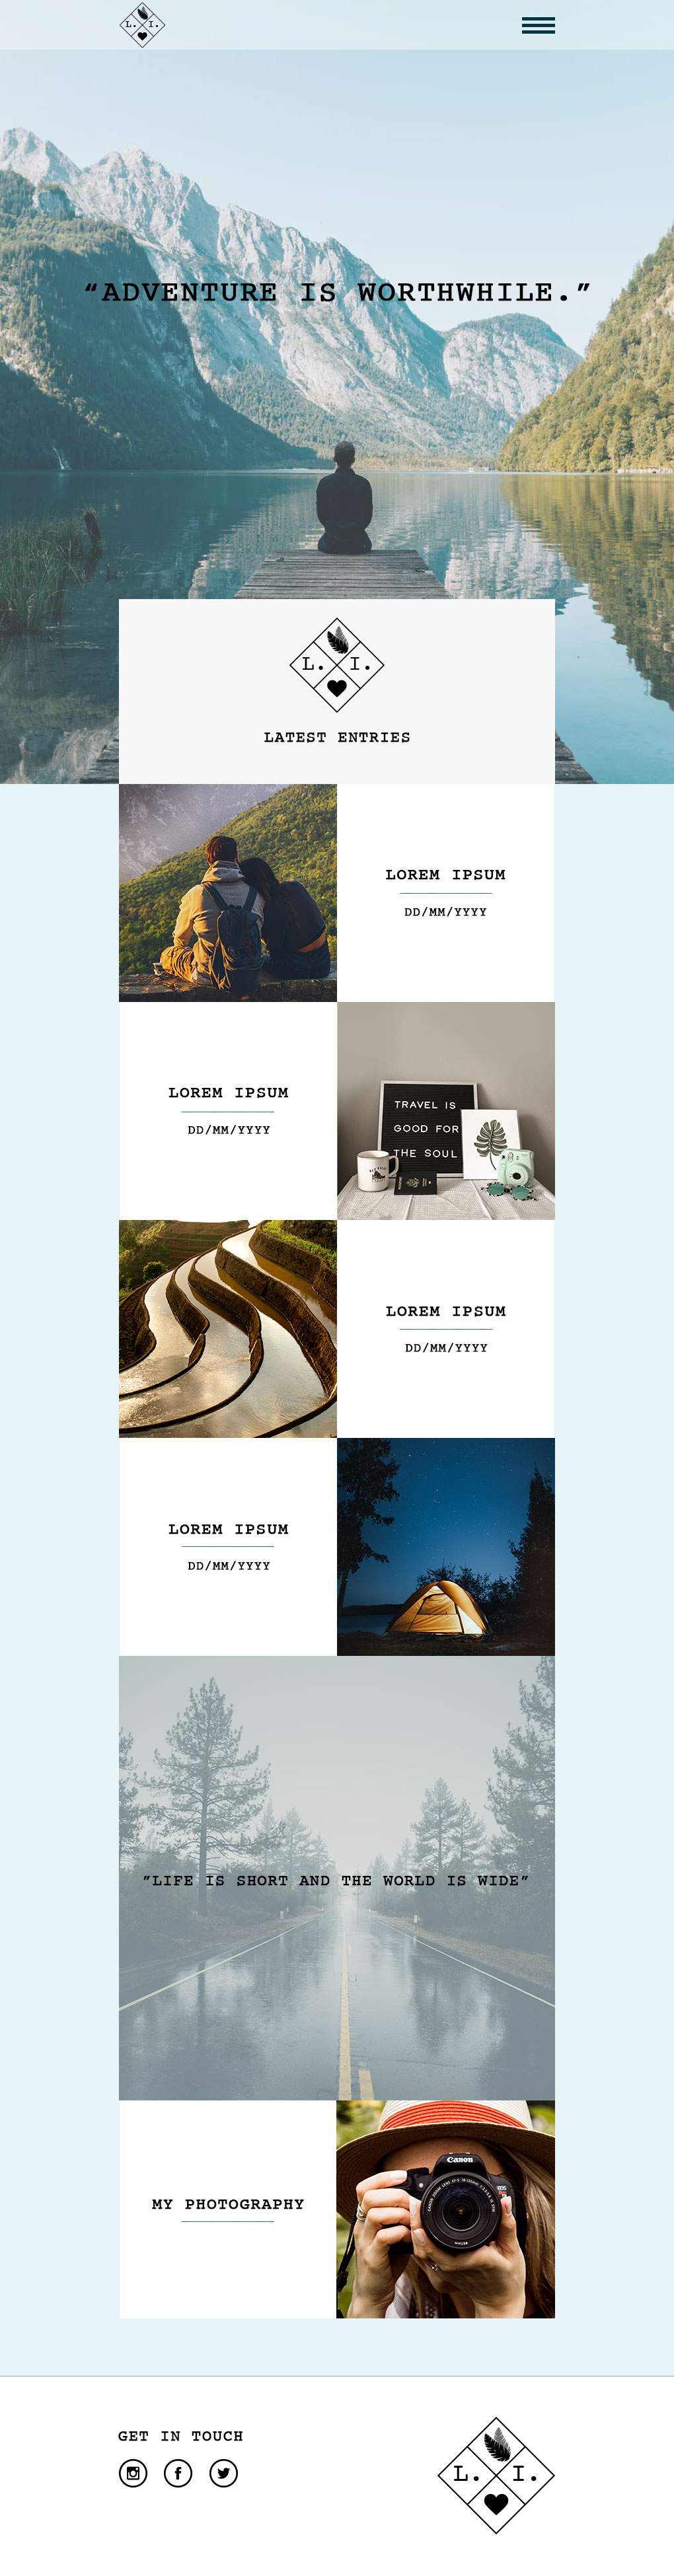 L. I.
“ADVENTURE IS WORTHWHILE.”
L. I.
LATEST ENTRIES
LOREM IPSUM
DD/MM/YYYY
LOREM IPSUM
DD/MM/YYYY
TRAVEL IS
GOOD FOR
THE SOUL
LOREM IPSUM
DD/MM/YYYY
LOREM IPSUM
DD/MM/YYYY
”LIFE IS SHORT AND THE WORLD IS WIDE”
MY PHOTOGRAPHY
Canon
GET IN TOUCH
L. I.